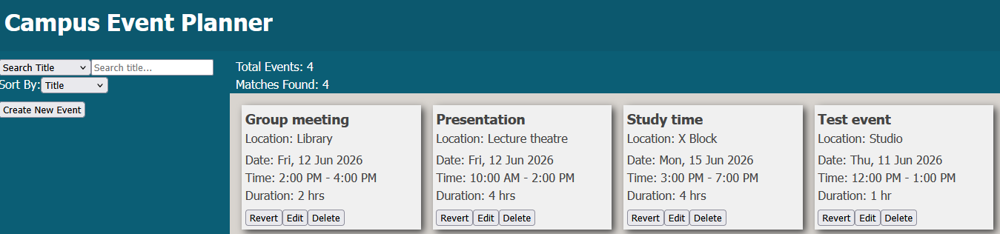 Campus Event Planner
Search Title
Search title...
Sort By: Title
Create New Event
Total Events: 4
Matches Found: 4
Group meeting
Location: Library
Date: Fri, 12 Jun 2026
Time: 2:00 PM - 4:00 PM
Duration: 2 hrs
Revert Edit Delete
Presentation
Location: Lecture theatre
Date: Fri, 12 Jun 2026
Time: 10:00 AM - 2:00 PM
Duration: 4 hrs
Revert Edit Delete
Study time
Location: X Block
Date: Mon, 15 Jun 2026
Time: 3:00 PM - 7:00 PM
Duration: 4 hrs
Revert Edit Delete
Test event
Location: Studio
Date: Thu, 11 Jun 2026
Time: 12:00 PM - 1:00 PM
Duration: 1 hr
Revert Edit Delete